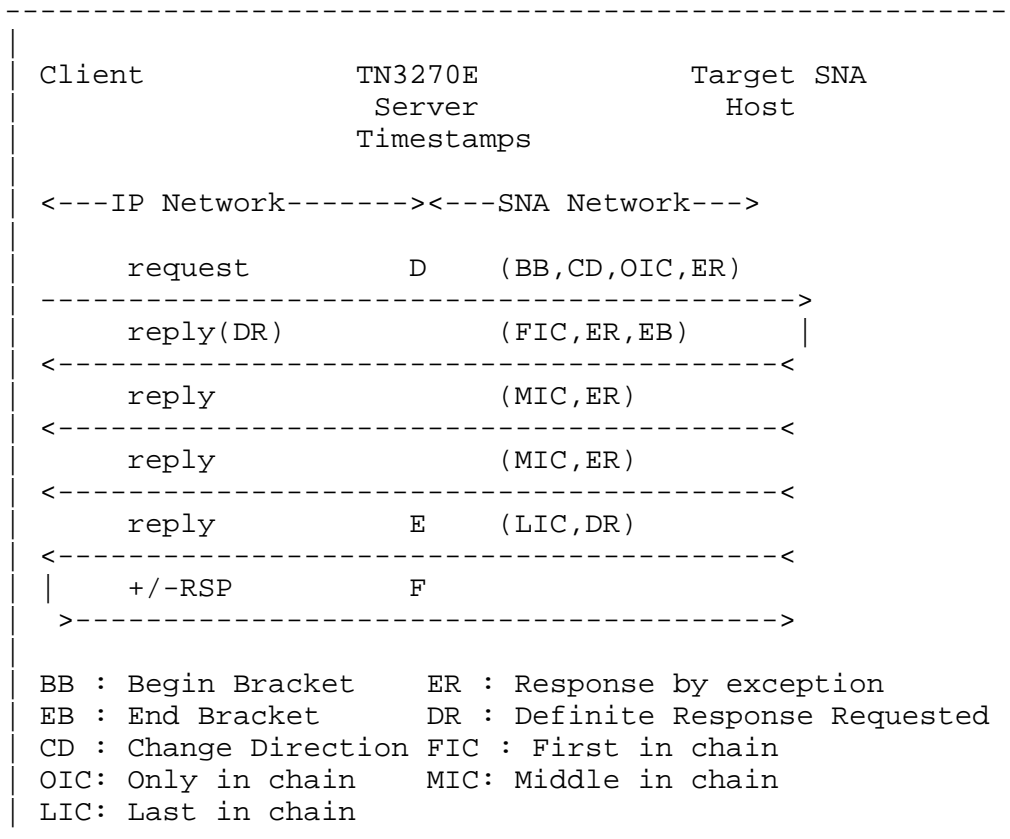 ---------------------------------------------------------
|
| Client              TN3270E                Target SNA
|                      Server                  Host
|                     Timestamps
|
| <---IP Network-------><---SNA Network--->
|
|      request         D    (BB,CD,OIC,ER)
| ------------------------------------------->
|      reply(DR)            (FIC,ER,EB)      |
| <-----------------------------------------<
|      reply                (MIC,ER)
| <-----------------------------------------<
|      reply                (MIC,ER)
| <-----------------------------------------<
|      reply           E    (LIC,DR)
| <-----------------------------------------<
| |    +/-RSP          F
|  >---------------------------------------->
|
| BB : Begin Bracket    ER : Response by exception
| EB : End Bracket      DR : Definite Response Requested
| CD : Change Direction FIC : First in chain
| OIC: Only in chain    MIC: Middle in chain
| LIC: Last in chain